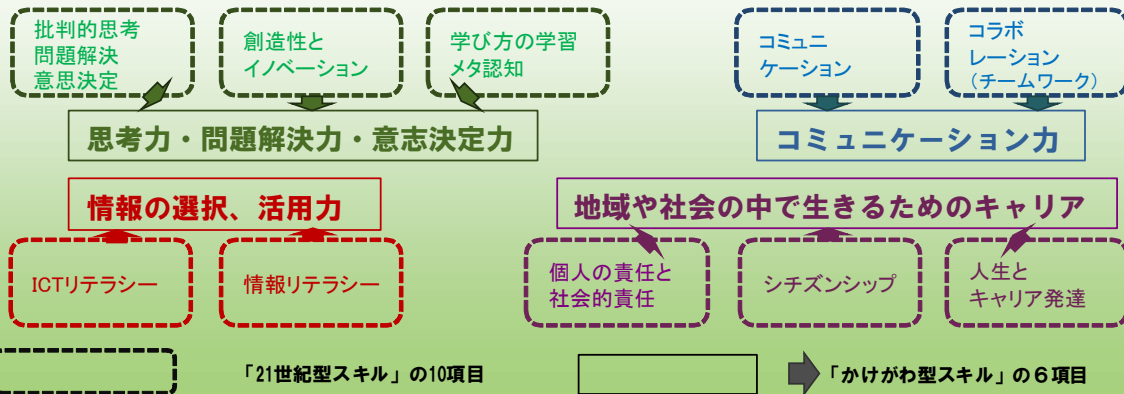 批判的思考
問題解決
意思決定
創造性と
イノベーション
学び方の学習
メタ認知
コミュニ
ケーション
コラボ
レーション
(チームワーク)
思考力・問題解決力・意志決定力
コミュニケーション力
情報の選択、活用力
地域や社会の中で生きるためのキャリア
ICTリテラシー
情報リテラシー
個人の責任と
社会的責任
シチズンシップ
人生と
キャリア発達
「21世紀型スキル」の10項目
「かけがわ型スキル」の6項目